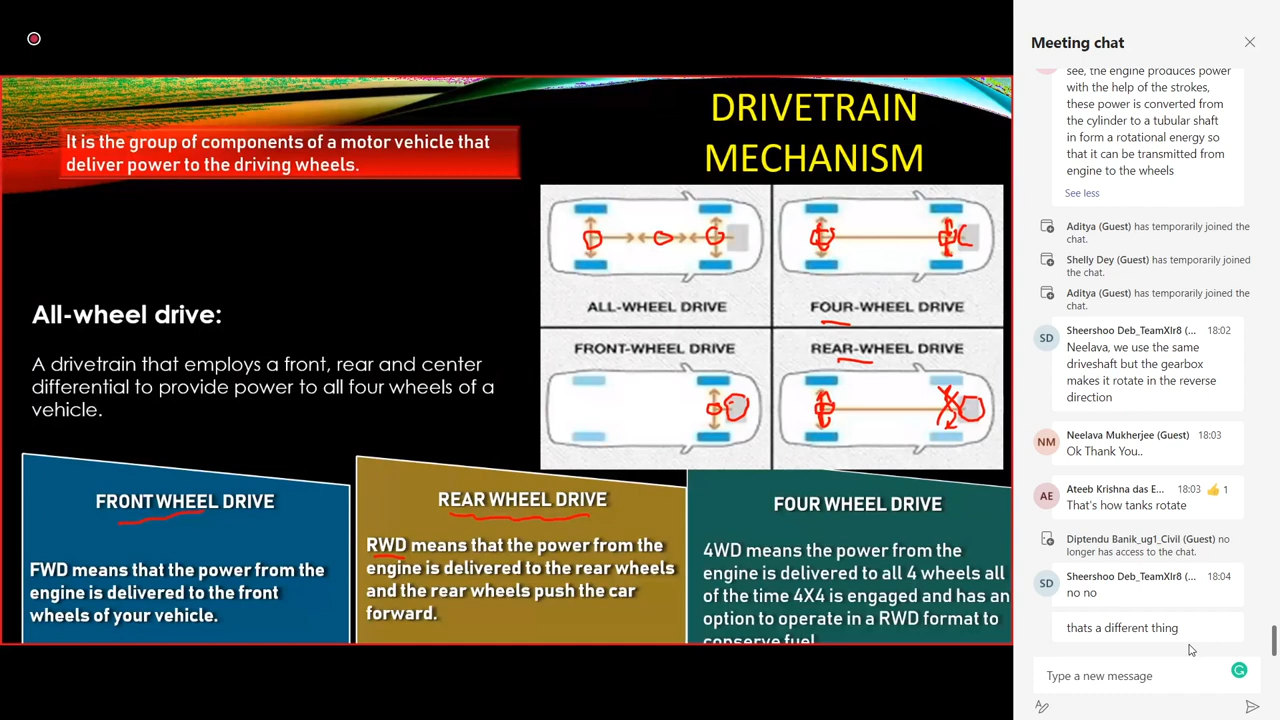 It is the group of components of a motor vehicle that
deliver power to the driving wheels.
DRIVETRAIN
MECHANISM
ALL-WHEEL DRIVE
FOUR-WHEEL DRIVE
FRONT-WHEEL DRIVE
REAR-WHEEL DRIVE
All-wheel drive:
A drivetrain that employs a front, rear and center
differential to provide power to all four wheels of a
vehicle.
FRONT WHEEL DRIVE
FWD means that the power from the
engine is delivered to the front
wheels of your vehicle.
REAR WHEEL DRIVE
RWD means that the power from the
engine is delivered to the rear wheels
and the rear wheels push the car
forward.
FOUR WHEEL DRIVE
4WD means the power from the
engine is delivered to all 4 wheels all
of the time 4X4 is engaged and has an
option to operate in a RWD format to
conserve fuel
Meeting chat
see, the engine produces power
with the help of the strokes,
these power is converted from
the cylinder to a tubular shaft
in form a rotational energy so
that it can be transmitted from
engine to the wheels
See less
Aditya (Guest) has temporarily joined the
chat.
Shelly Dey (Guest) has temporarily joined
the chat.
Aditya (Guest) has temporarily joined the
chat.
SD Sheershoo Deb_TeamXlr8 (... 18:02
Neelava, we use the same
driveshaft but the gearbox
makes it rotate in the reverse
direction
NM Neelava Mukherjee (Guest) 18:03
Ok Thank You..
AE Ateeb Krishna das E... 18:03 👍 1
That's how tanks rotate
Diptendu Banik_ug1_Civil (Guest) no
longer has access to the chat.
SD Sheershoo Deb_TeamXlr8 (... 18:04
no no
thats a different thing
Type a new message